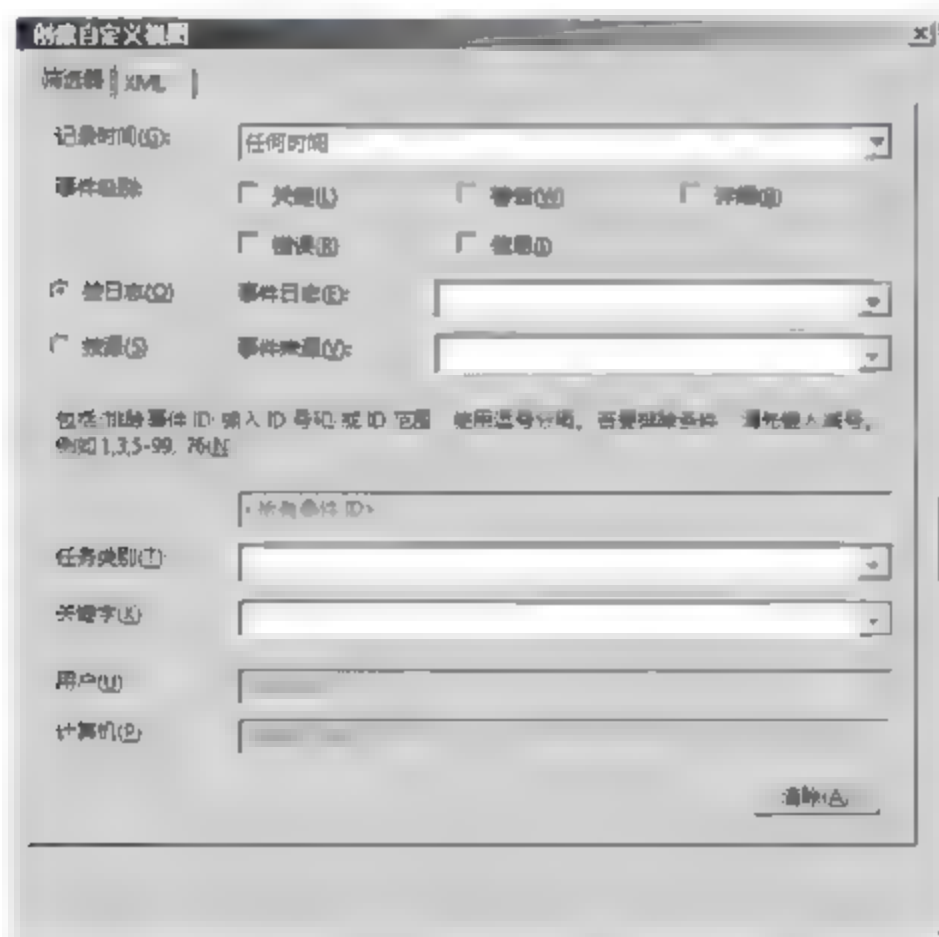 创建自定义视图
筛选器 XML
记录时间(G): 任何时间
事件级别: 关键(L) 警告(W) 详细(B)
错误(R) 信息(I)
按日志(O) 事件日志(E):
按源(S) 事件来源(V):
包括/排除事件 ID: 输入 ID 号和/或 ID 范围 使用逗号分隔。若要排除条件 请先键入减号。
例如 1,3,5-99,-76(N)
<所有事件 ID>
任务类别(T):
关键字(K)
用户(U)
计算机(P)
清除(A)